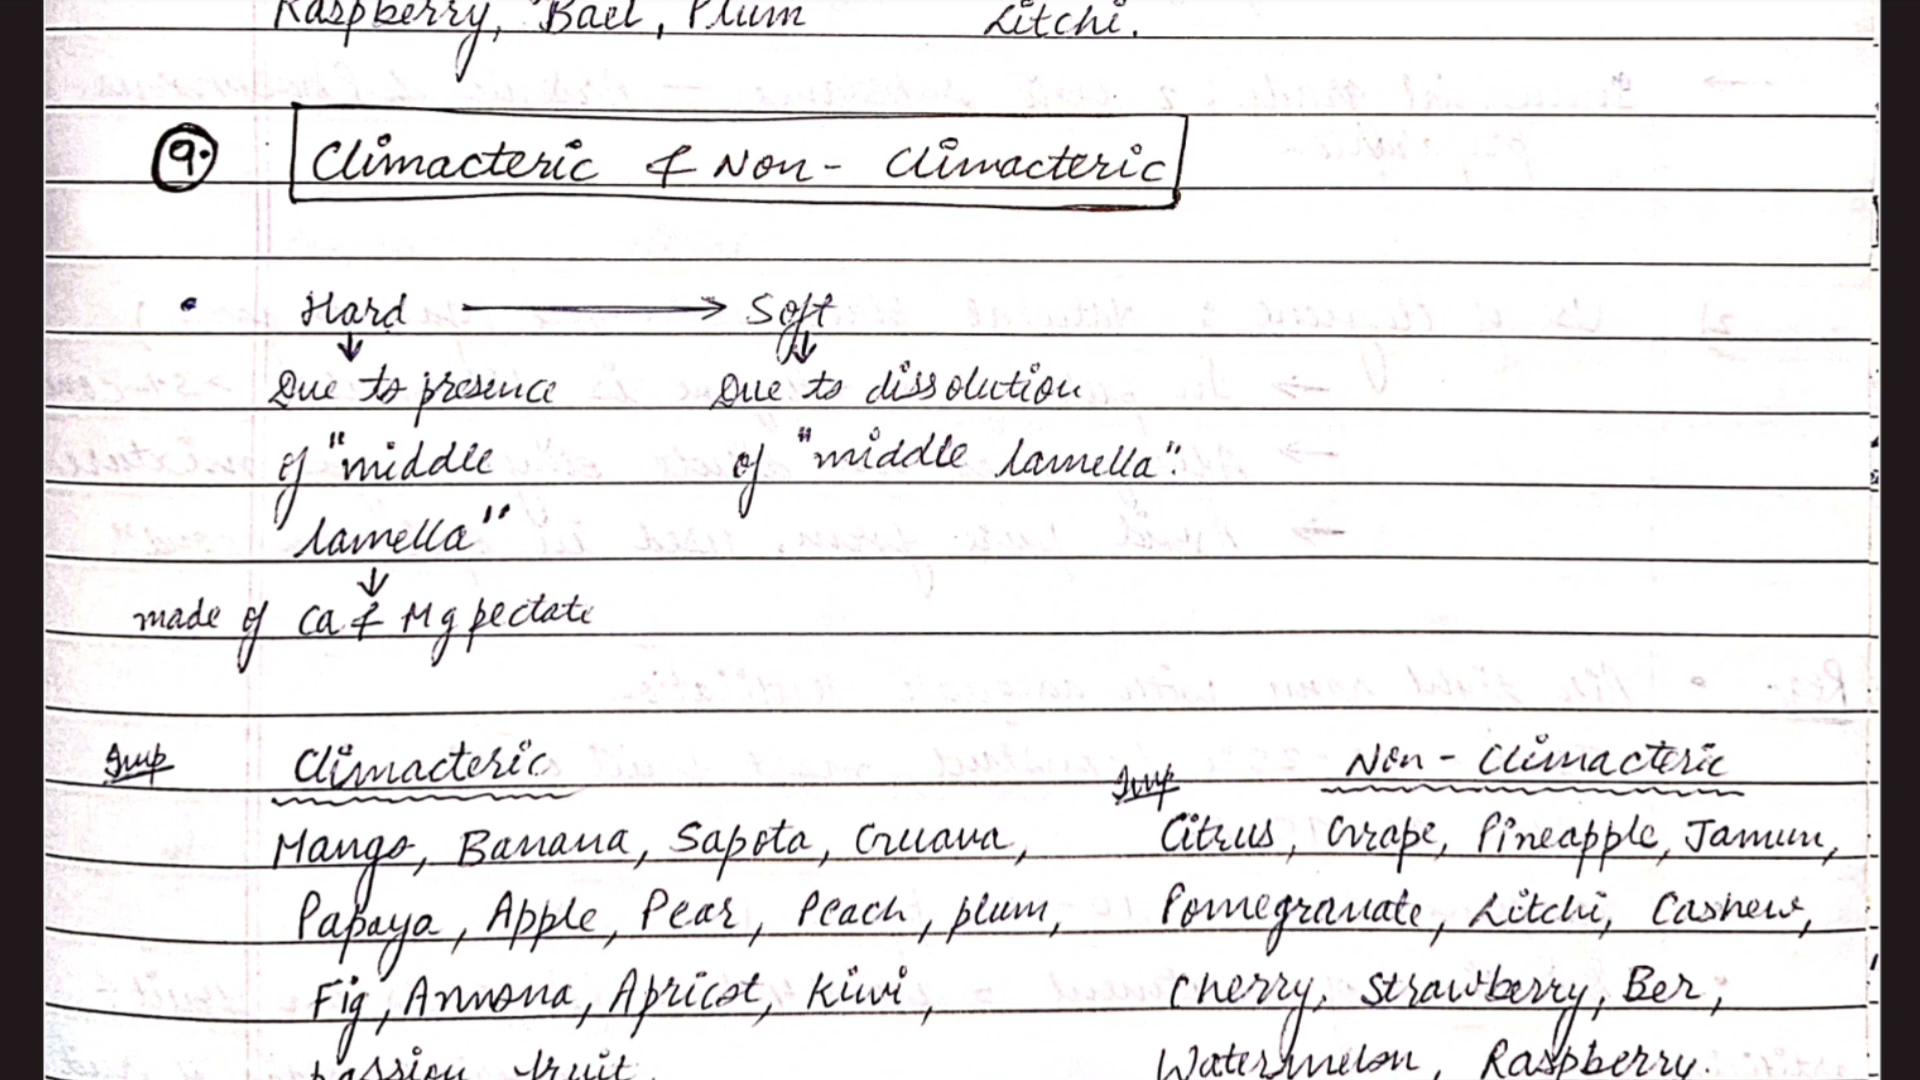 Raspberry, Bael, Plum Litchi.
9. Climacteric & Non-Climacteric
• Hard → Soft
↓ ↓
Due to presence Due to dissolution
of "middle of "middle lamella".
lamella"
↓
made of Ca & Mg pectate
Imp Climacteric Imp Non-Climacteric
Mango, Banana, Sapota, Guava, Citrus, Grape, Pineapple, Jamun,
Papaya, Apple, Pear, Peach, plum, Pomegranate, Litchi, Cashew,
Fig, Annona, Apricot, Kiwi, Cherry, Strawberry, Ber,
passion fruit. Watermelon, Raspberry.